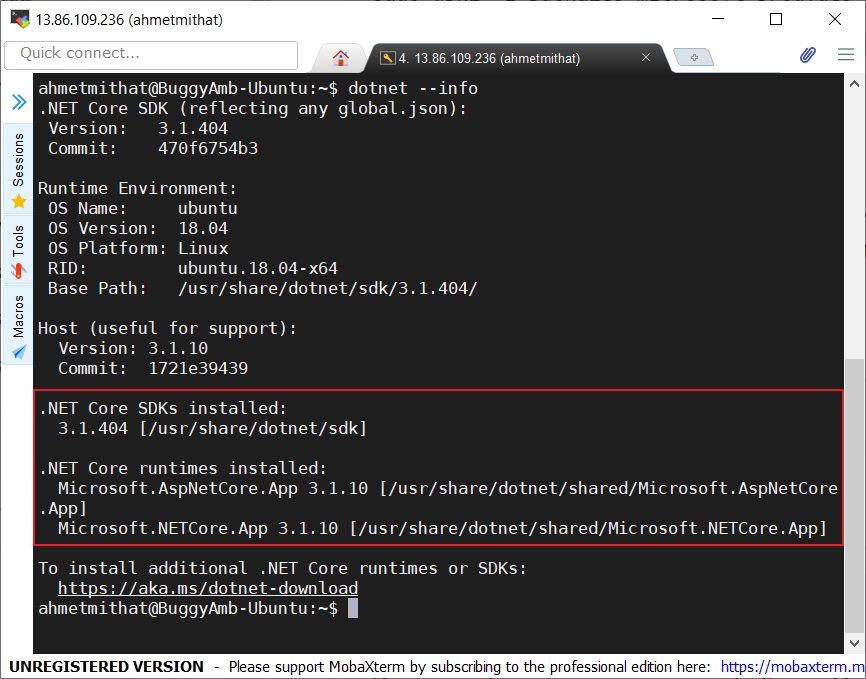 13.86.109.236 (ahmetmithat)
Quick connect...
4. 13.86.109.236 (ahmetmithat)
Sessions
Tools
Macros
ahmetmithat@BuggyAmb-Ubuntu:~$ dotnet --info
.NET Core SDK (reflecting any global.json):
 Version:   3.1.404
 Commit:    470f6754b3

Runtime Environment:
 OS Name:     ubuntu
 OS Version:  18.04
 OS Platform: Linux
 RID:         ubuntu.18.04-x64
 Base Path:   /usr/share/dotnet/sdk/3.1.404/

Host (useful for support):
  Version: 3.1.10
  Commit:  1721e39439

.NET Core SDKs installed:
  3.1.404 [/usr/share/dotnet/sdk]

.NET Core runtimes installed:
  Microsoft.AspNetCore.App 3.1.10 [/usr/share/dotnet/shared/Microsoft.AspNetCore
.App]
  Microsoft.NETCore.App 3.1.10 [/usr/share/dotnet/shared/Microsoft.NETCore.App]

To install additional .NET Core runtimes or SDKs:
  https://aka.ms/dotnet-download
ahmetmithat@BuggyAmb-Ubuntu:~$
UNREGISTERED VERSION - Please support MobaXterm by subscribing to the professional edition here: https://mobaxterm.m